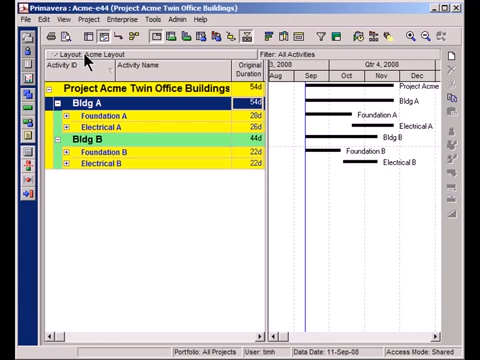 Primavera : Acme-e44 (Project Acme Twin Office Buildings)
File Edit View Project Enterprise Tools Admin Help
Layout: Acme Layout Filter: All Activities
Activity ID Activity Name Original Duration 3, 2008 Qtr 4, 2008
Aug Sep Oct Nov Dec
Project Acme Twin Office Buildings 54d Project Acme
Bldg A 54d Bldg A
Foundation A 28d Foundation A
Electrical A 26d Electrical A
Bldg B 44d Bldg B
Foundation B 22d Foundation B
Electrical B 22d Electrical B
Portfolio: All Projects User: timh Data Date: 11-Sep-08 Access Mode: Shared